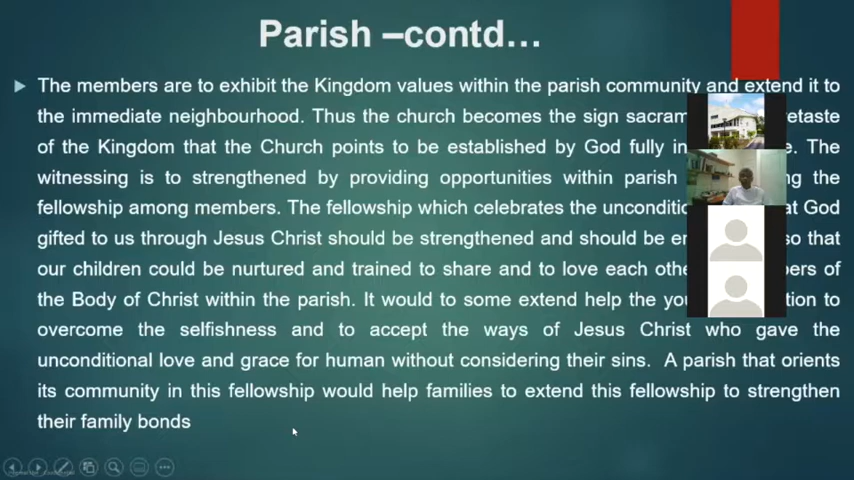 Parish –contd…
The members are to exhibit the Kingdom values within the parish community and extend it to
the immediate neighbourhood. Thus the church becomes the sign
of the Kingdom that the Church points to be established by God fully in The
witnessing is to strengthened by providing opportunities within parish the
fellowship among members. The fellowship which celebrates the God
gifted to us through Jesus Christ should be strengthened and should be so that
our children could be nurtured and trained to share and to love each of
the Body of Christ within the parish. It would to some extend help the to
overcome the selfishness and to accept the ways of Jesus Christ who gave the
unconditional love and grace for human without considering their sins. A parish that orients
its community in this fellowship would help families to extend this fellowship to strengthen
their family bonds